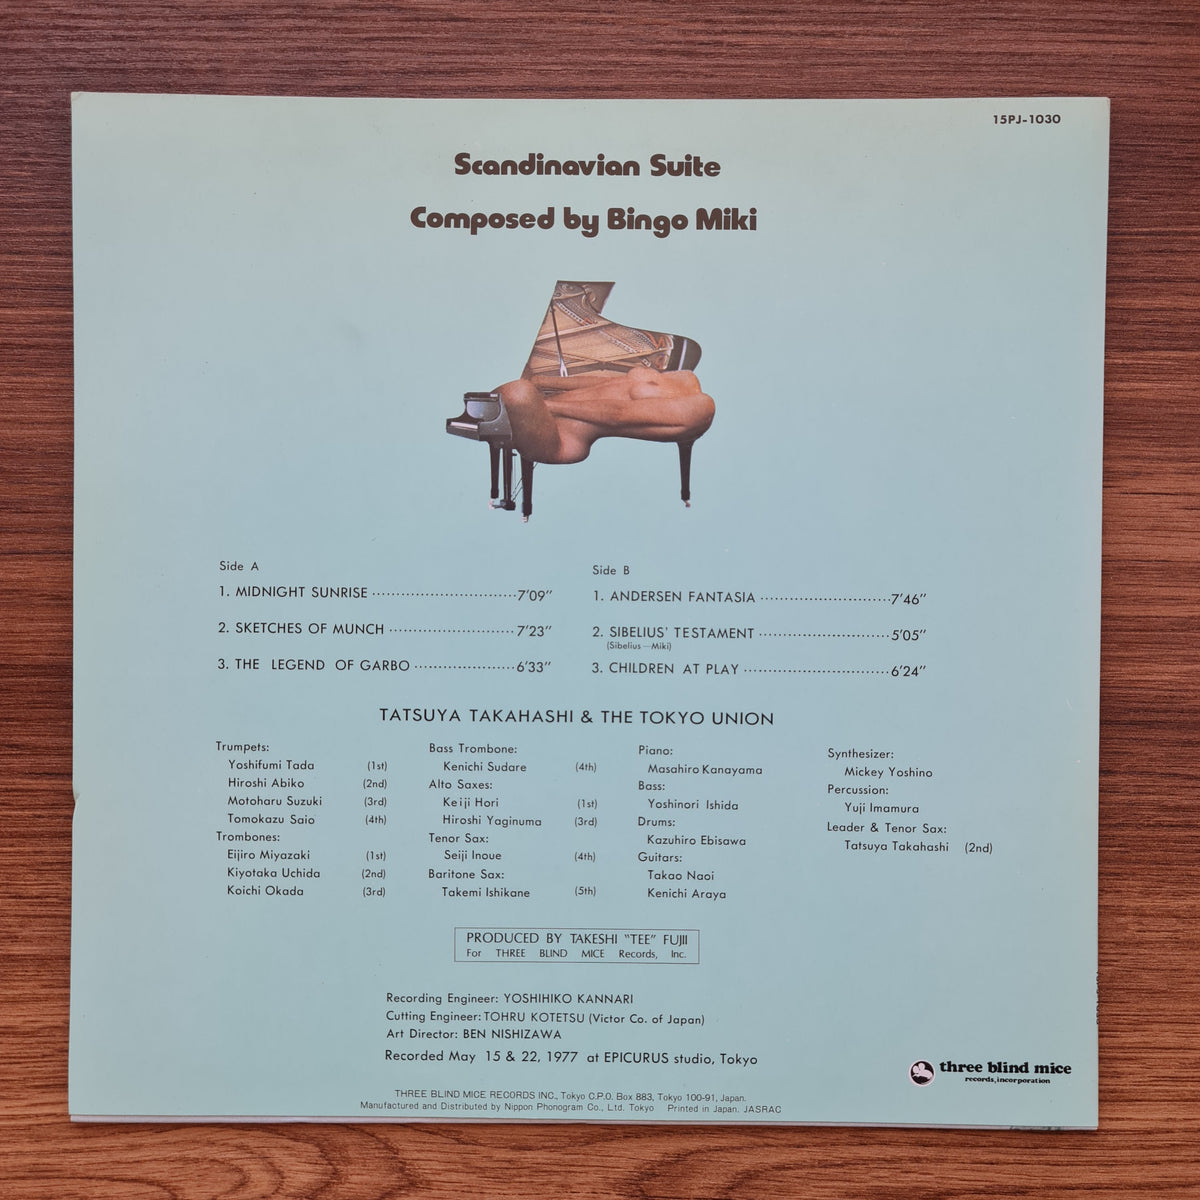 15PJ-1030
Scandinavian Suite
Composed by Bingo Miki
Side A
1. MIDNIGHT SUNRISE 7'09"
2. SKETCHES OF MUNCH 7'23"
3. THE LEGEND OF GARBO 6'33"
Side B
1. ANDERSEN FANTASIA 7'46"
2. SIBELIUS' TESTAMENT 5'05"
(Sibelius—Miki)
3. CHILDREN AT PLAY 6'24"
TATSUYA TAKAHASHI & THE TOKYO UNION
Trumpets:
Yoshifumi Tada (1st)
Hiroshi Abiko (2nd)
Motoharu Suzuki (3rd)
Tomokazu Saio (4th)
Trombones:
Eijiro Miyazaki (1st)
Kiyotaka Uchida (2nd)
Koichi Okada (3rd)
Bass Trombone:
Kenichi Sudare (4th)
Alto Saxes:
Keiji Hori (1st)
Hiroshi Yaginuma (3rd)
Tenor Sax:
Seiji Inoue (4th)
Baritone Sax:
Takemi Ishikane (5th)
Piano:
Masahiro Kanayama
Bass:
Yoshinori Ishida
Drums:
Kazuhiro Ebisawa
Guitars:
Takao Naoi
Kenichi Araya
Synthesizer:
Mickey Yoshino
Percussion:
Yuji Imamura
Leader & Tenor Sax:
Tatsuya Takahashi (2nd)
PRODUCED BY TAKESHI "TEE" FUJII
For THREE BLIND MICE Records, Inc.
Recording Engineer: YOSHIHIKO KANNARI
Cutting Engineer: TOHRU KOTETSU (Victor Co. of Japan)
Art Director: BEN NISHIZAWA
Recorded May 15 & 22, 1977 at EPICURUS studio, Tokyo
three blind mice
records, incorporation
THREE BLIND MICE RECORDS INC., Tokyo C.P.O. Box 883, Tokyo 100-91, Japan.
Manufactured and Distributed by Nippon Phonogram Co., Ltd. Tokyo Printed in Japan. JASRAC